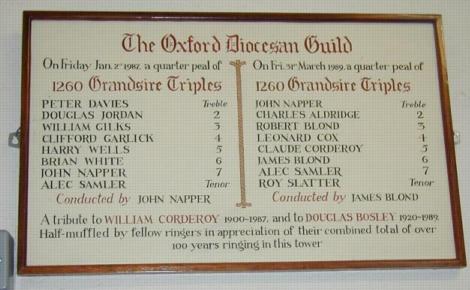 The Oxford Diocesan Guild
On Friday Jan. 2nd 1987, a quarter peal of
1260 Grandsire Triples
PETER DAVIES Treble
DOUGLAS JORDAN 2
WILLIAM GILKS 3
CLIFFORD GARLICK 4
HARRY WELLS 5
BRIAN WHITE 6
JOHN NAPPER 7
ALEC SAMLER Tenor
Conducted by JOHN NAPPER
On Fri. 31st March 1989, a quarter peal of
1260 Grandsire Triples
JOHN NAPPER Treble
CHARLES ALDRIDGE 2
ROBERT BLOND 3
LEONARD COX 4
CLAUDE CORDEROY 5
JAMES BLOND 6
ALEC SAMLER 7
ROY SLATTER Tenor
Conducted by JAMES BLOND
A tribute to WILLIAM CORDEROY 1900-1987, and to DOUGLAS BOSLEY 1920-1989.
Half-muffled by fellow ringers in appreciation of their combined total of over
100 years ringing in this tower